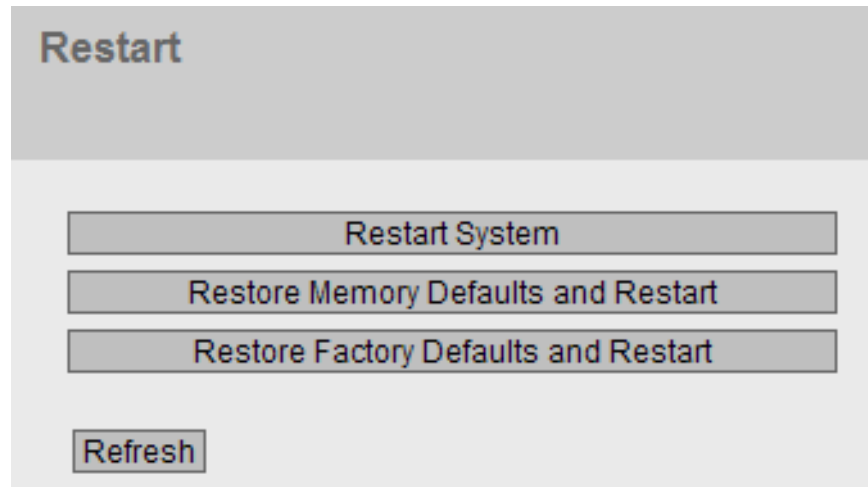 Restart
Restart System
Restore Memory Defaults and Restart
Restore Factory Defaults and Restart
Refresh